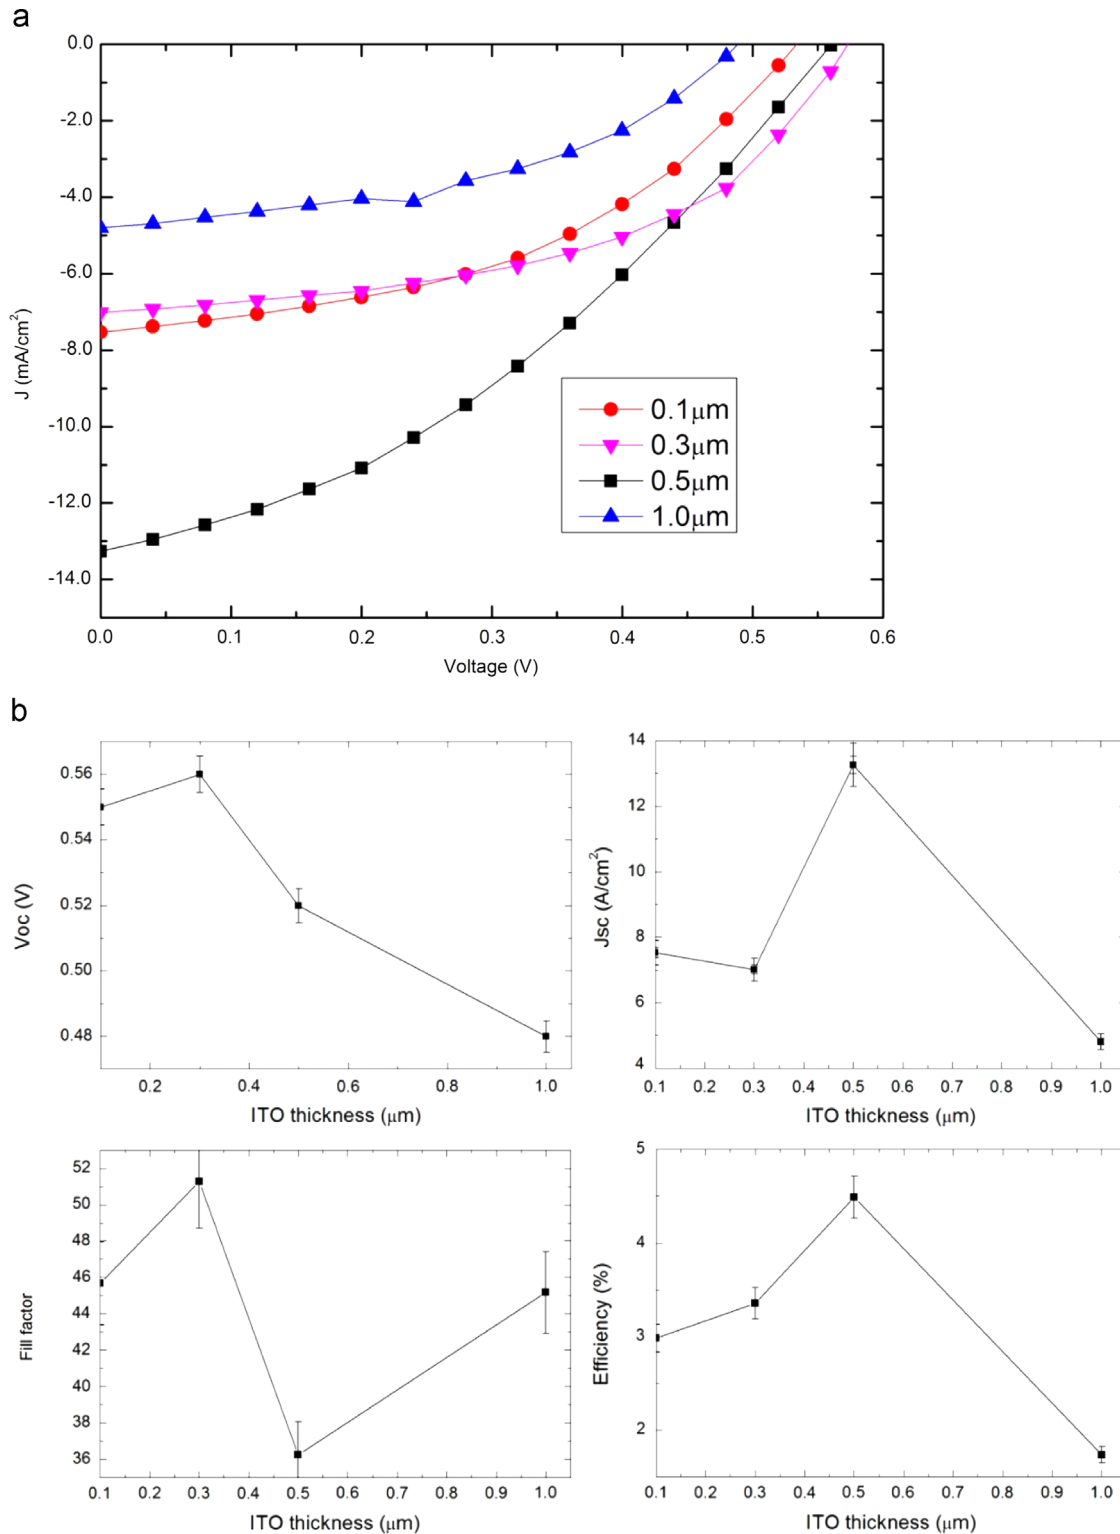 a
0.0
-2.0
-4.0
-6.0
-8.0
-10.0
-12.0
-14.0
J (mA/cm²)
0.1μm
0.3μm
0.5μm
1.0μm
0.0 0.1 0.2 0.3 0.4 0.5 0.6
Voltage (V)
b
0.56
0.54
0.52
0.50
0.48
Voc (V)
0.2 0.4 0.6 0.8 1.0
ITO thickness (μm)
14
12
10
8
6
4
Jsc (A/cm²)
0.1 0.2 0.3 0.4 0.5 0.6 0.7 0.8 0.9 1.0
ITO thickness (μm)
52
50
48
46
44
42
40
38
36
Fill factor
0.1 0.2 0.3 0.4 0.5 0.6 0.7 0.8 0.9 1.0
ITO thickness (μm)
5
4
3
2
Efficiency (%)
0.1 0.2 0.3 0.4 0.5 0.6 0.7 0.8 0.9 1.0
ITO thickness (μm)